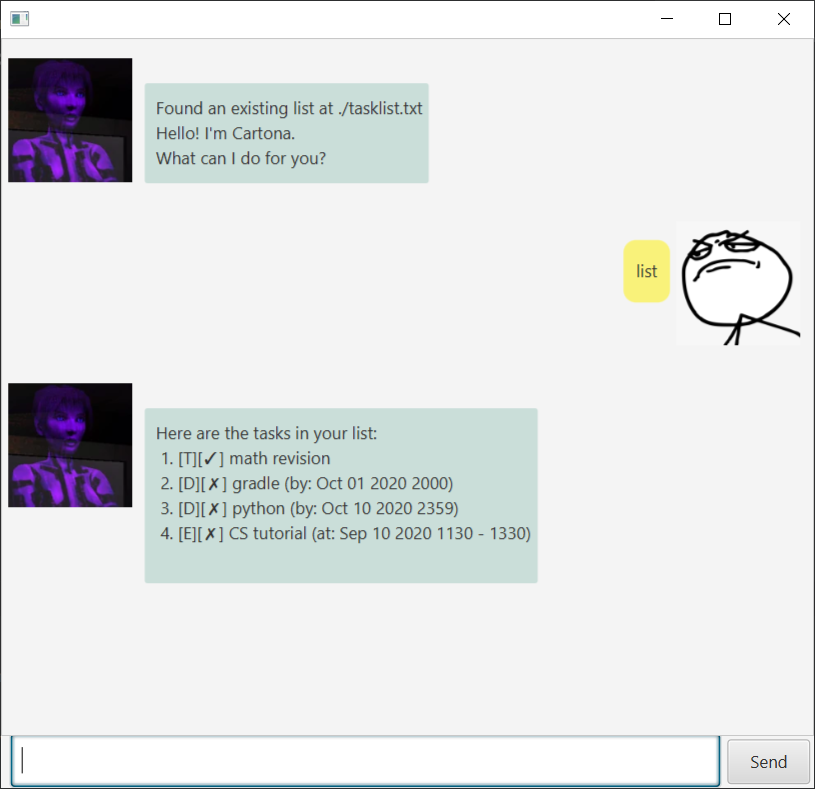 Found an existing list at ./tasklist.txt
Hello! I'm Cartona.
What can I do for you?
list
Here are the tasks in your list:
1. [T][✓] math revision
2. [D][✗] gradle (by: Oct 01 2020 2000)
3. [D][✗] python (by: Oct 10 2020 2359)
4. [E][✗] CS tutorial (at: Sep 10 2020 1130 - 1330)
Send